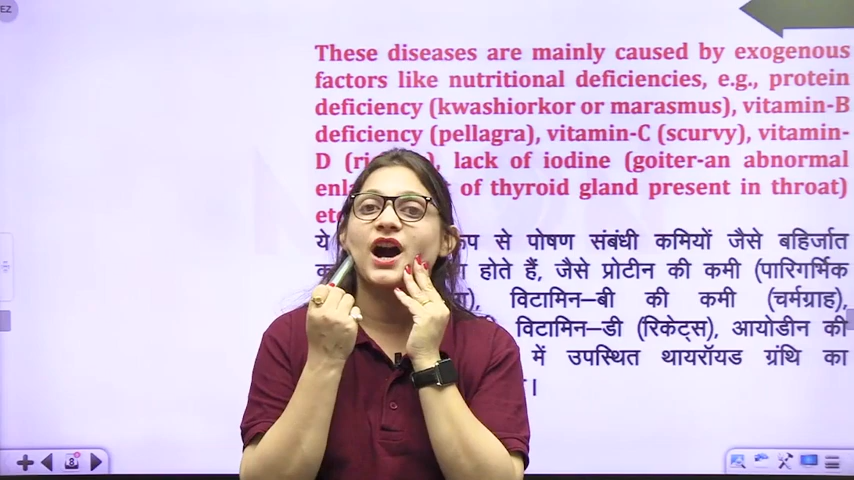 EZ
These diseases are mainly caused by exogenous
factors like nutritional deficiencies, e.g., protein
deficiency (kwashiorkor or marasmus), vitamin-B
deficiency (pellagra), vitamin-C (scurvy), vitamin-
D lack of iodine (goiter-an abnormal
of thyroid gland present in throat)
ये से पोषण संबंधी कमियों जैसे बहिर्जात
होते हैं, जैसे प्रोटीन की कमी (पारिगर्भिक
विटामिन–बी की कमी (चर्मग्राह),
विटामिन–डी (रिकेट्स), आयोडीन की
में उपस्थित थायरॉयड ग्रंथि का
8